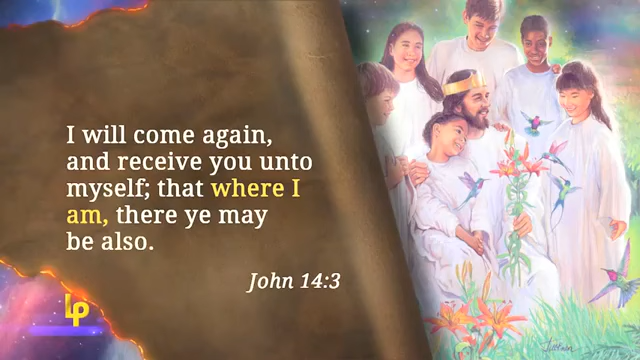 I will come again,
and receive you unto
myself; that where I
am, there ye may
be also.
John 14:3
LP